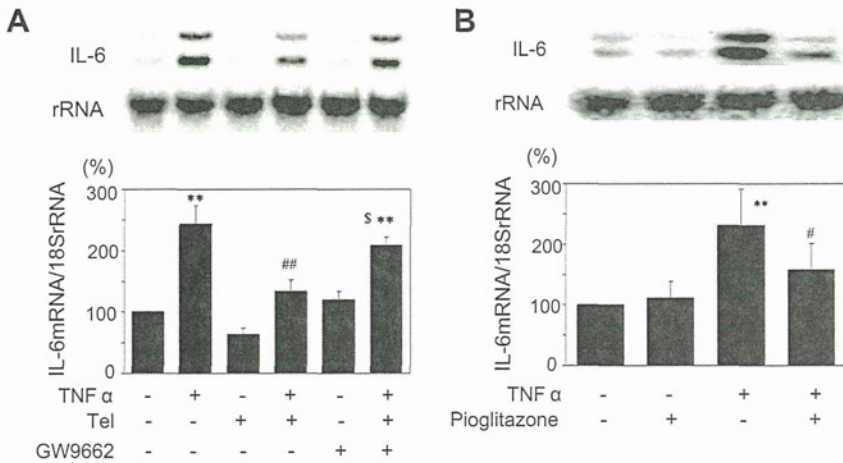 A
IL-6
rRNA
(%)
IL-6mRNA/18SrRNA
300
200
100
0
**
##
$ **
TNF α - + - + - +
Tel - - + + - +
GW9662 - - - - + +
B
IL-6
rRNA
(%)
IL-6mRNA/18SrRNA
300
200
100
0
**
#
TNF α - - + +
Pioglitazone - + - +